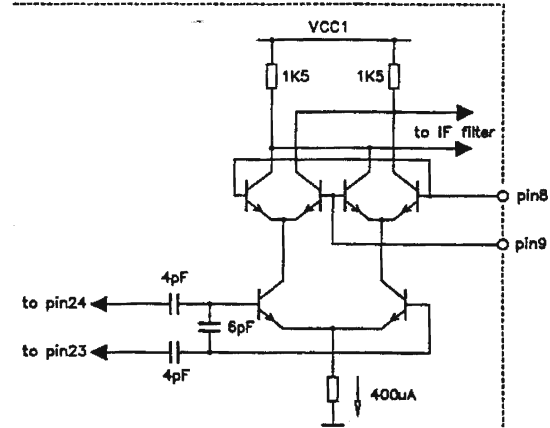 VCC1
1K5
1K5
to IF filter
pin8
pin9
4pF
to pin24
6pF
to pin23
4pF
400uA